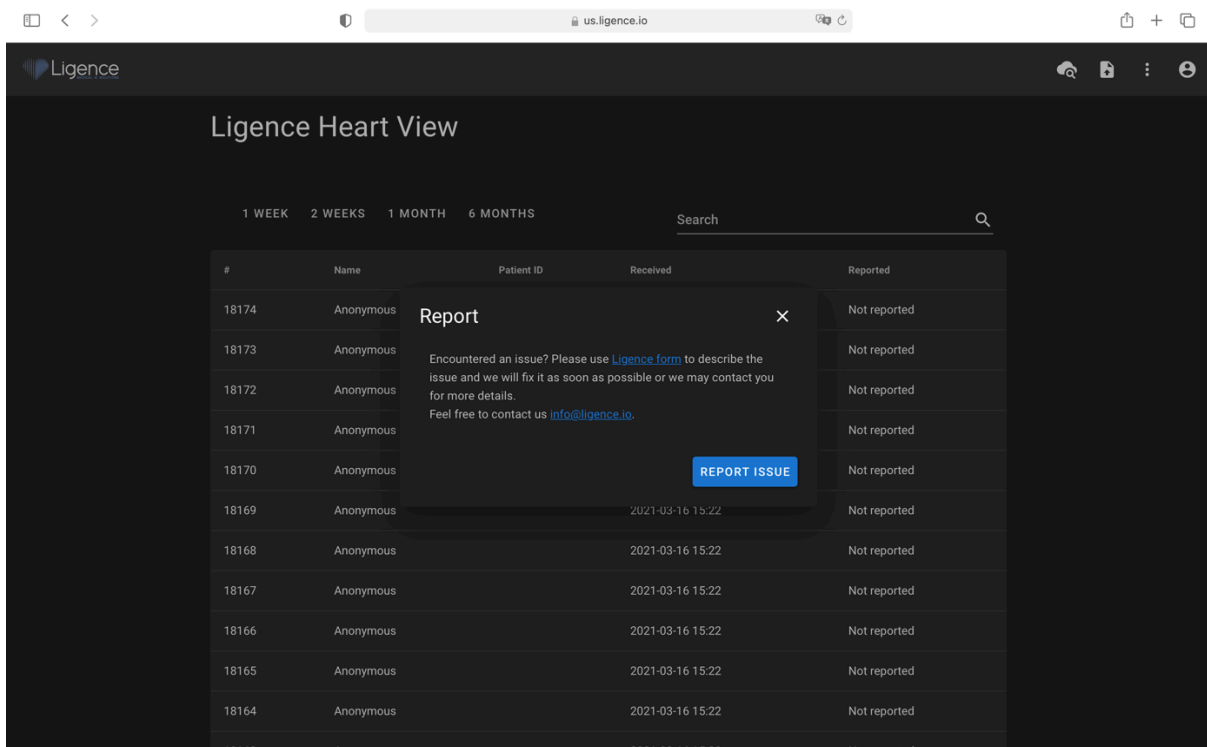 us.ligence.io
Ligence
Ligence Heart View
1 WEEK 2 WEEKS 1 MONTH 6 MONTHS Search
# Name Patient ID Received Reported
18174 Anonymous Not reported
18173 Anonymous Not reported
18172 Anonymous Not reported
18171 Anonymous Not reported
18170 Anonymous Not reported
18169 Anonymous 2021-03-16 15:22 Not reported
18168 Anonymous 2021-03-16 15:22 Not reported
18167 Anonymous 2021-03-16 15:22 Not reported
18166 Anonymous 2021-03-16 15:22 Not reported
18165 Anonymous 2021-03-16 15:22 Not reported
18164 Anonymous 2021-03-16 15:22 Not reported
Report
Encountered an issue? Please use Ligence form to describe the
issue and we will fix it as soon as possible or we may contact you
for more details.
Feel free to contact us info@ligence.io.
REPORT ISSUE